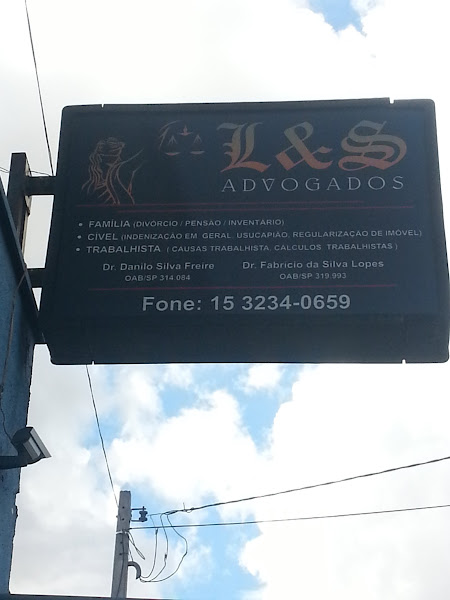 L&S
ADVOGADOS
• FAMÍLIA (DIVÓRCIO / PENSÃO / INVENTÁRIO)
• CÍVEL (INDENIZAÇÃO EM GERAL, USUCAPIÃO, REGULARIZAÇÃO DE IMÓVEL)
• TRABALHISTA ( CAUSAS TRABALHISTA, CÁLCULOS TRABALHISTAS )
Dr. Danilo Silva Freire Dr. Fabrício da Silva Lopes
OAB/SP 314.084 OAB/SP 319.993
Fone: 15 3234-0659